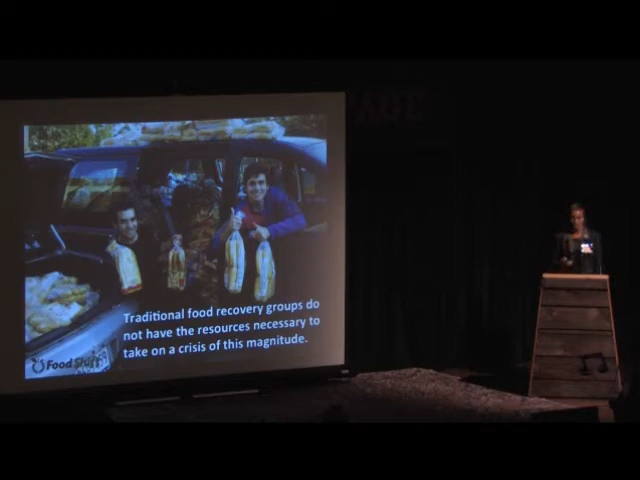 Traditional food recovery groups do
not have the resources necessary to
take on a crisis of this magnitude.
Food